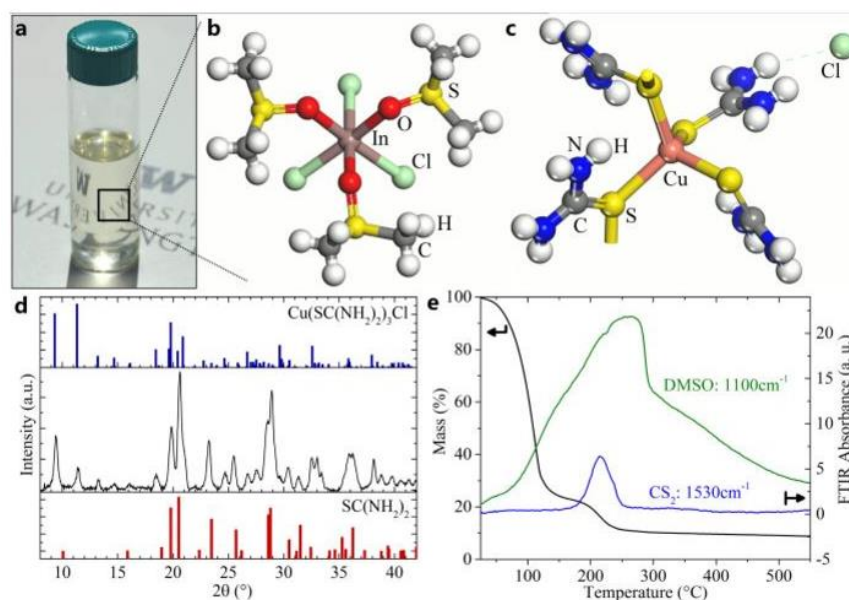 a
b
S
O
In
Cl
H
C
c
Cl
N
H
Cu
C
S
d
Cu(SC(NH₂)₂)₃Cl
Intensity (a.u.)
SC(NH₂)₂
10 15 20 25 30 35 40
2θ (°)
e
100
80
60
40
20
0
Mass (%)
DMSO: 1100cm⁻¹
CS₂: 1530cm⁻¹
20
15
10
5
0
-5
FTIR Absorbance (a. u.)
100 200 300 400 500
Temperature (°C)